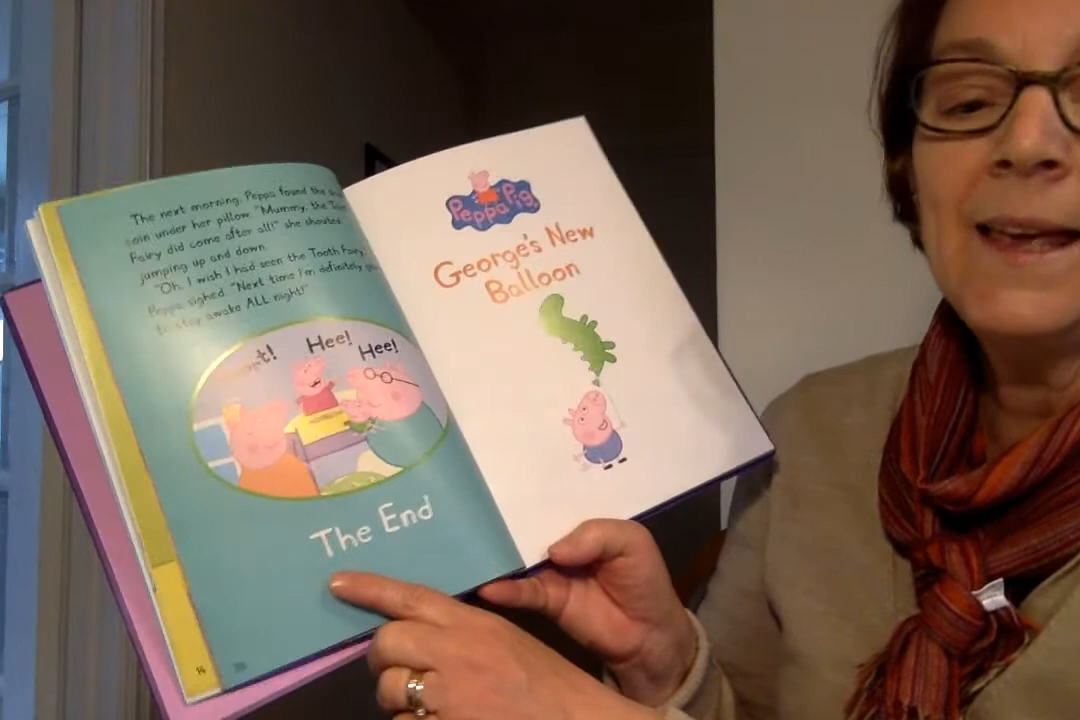 The next morning, Peppa found the
coin under her pillow. "Mummy, the
Fairy did come after all!" she shouted,
jumping up and down.
"Oh, I wish I had seen the Tooth Fairy,"
Peppa sighed. "Next time I'm definitely
to stay awake ALL night!"
Hee!
Hee!
The End
14
Peppa Pig
George's New
Balloon